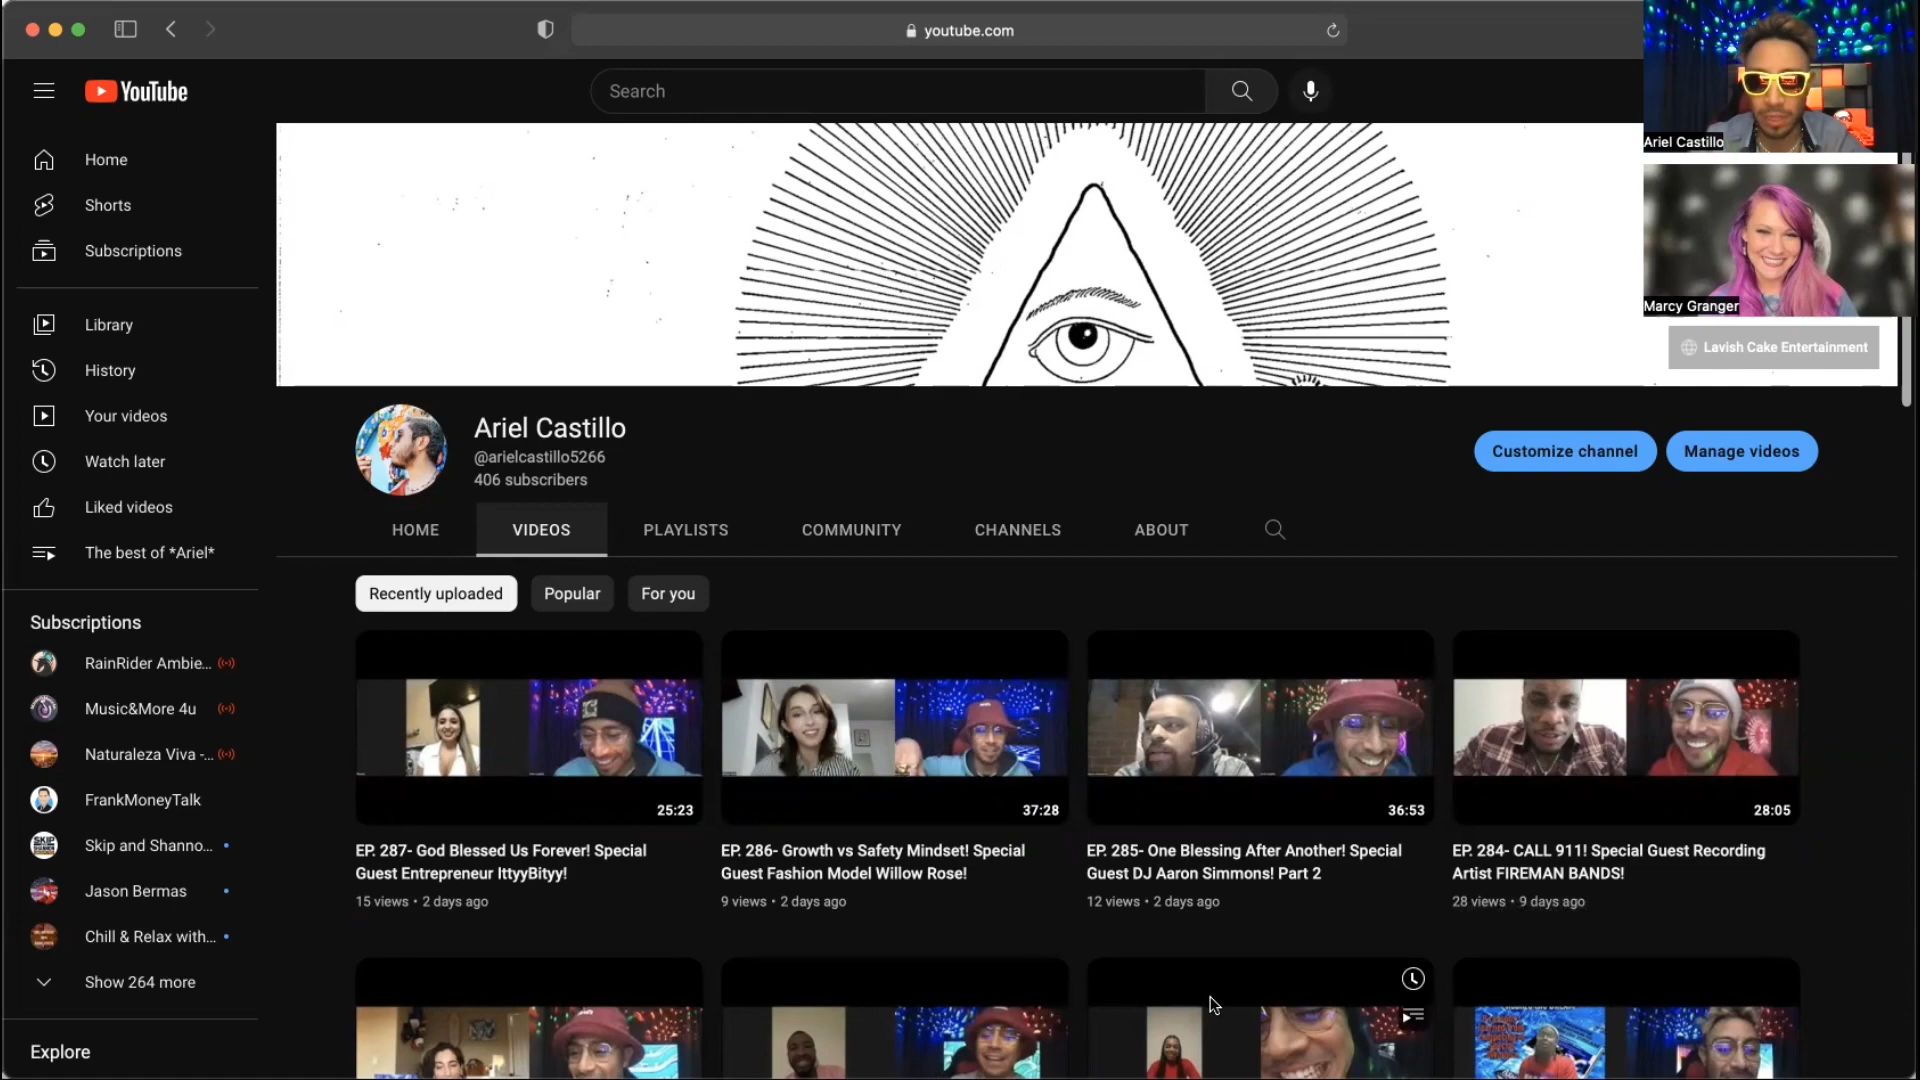 youtube.com
YouTube
Search
Ariel Castillo
Marcy Granger
Lavish Cake Entertainment
Home
Shorts
Subscriptions
Library
History
Your videos
Watch later
Liked videos
The best of *Ariel*
Subscriptions
RainRider Ambie...
Music&More 4u
Naturaleza Viva -...
FrankMoneyTalk
Skip and Shanno...
Jason Bermas
Chill & Relax with...
Show 264 more
Explore
Ariel Castillo
@arielcastillo5266
406 subscribers
Customize channel
Manage videos
HOME
VIDEOS
PLAYLISTS
COMMUNITY
CHANNELS
ABOUT
Recently uploaded
Popular
For you
25:23
EP. 287- God Blessed Us Forever! Special
Guest Entrepreneur IttyyBityy!
15 views • 2 days ago
37:28
EP. 286- Growth vs Safety Mindset! Special
Guest Fashion Model Willow Rose!
9 views • 2 days ago
36:53
EP. 285- One Blessing After Another! Special
Guest DJ Aaron Simmons! Part 2
12 views • 2 days ago
28:05
EP. 284- CALL 911! Special Guest Recording
Artist FIREMAN BANDS!
28 views • 9 days ago